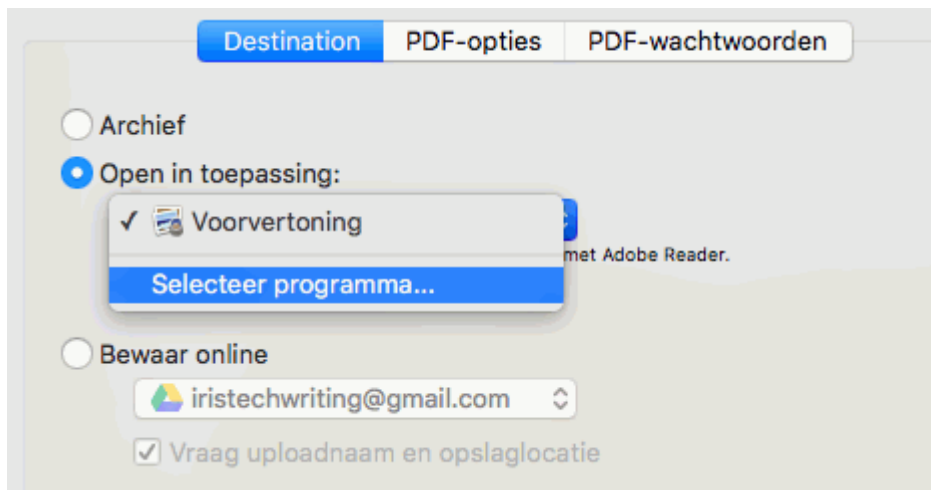 Destination PDF-opties PDF-wachtwoorden
Archief
Open in toepassing:
✓ Voorvertoning
met Adobe Reader.
Selecteer programma...
Bewaar online
iristechwriting@gmail.com
Vraag uploadnaam en opslaglocatie